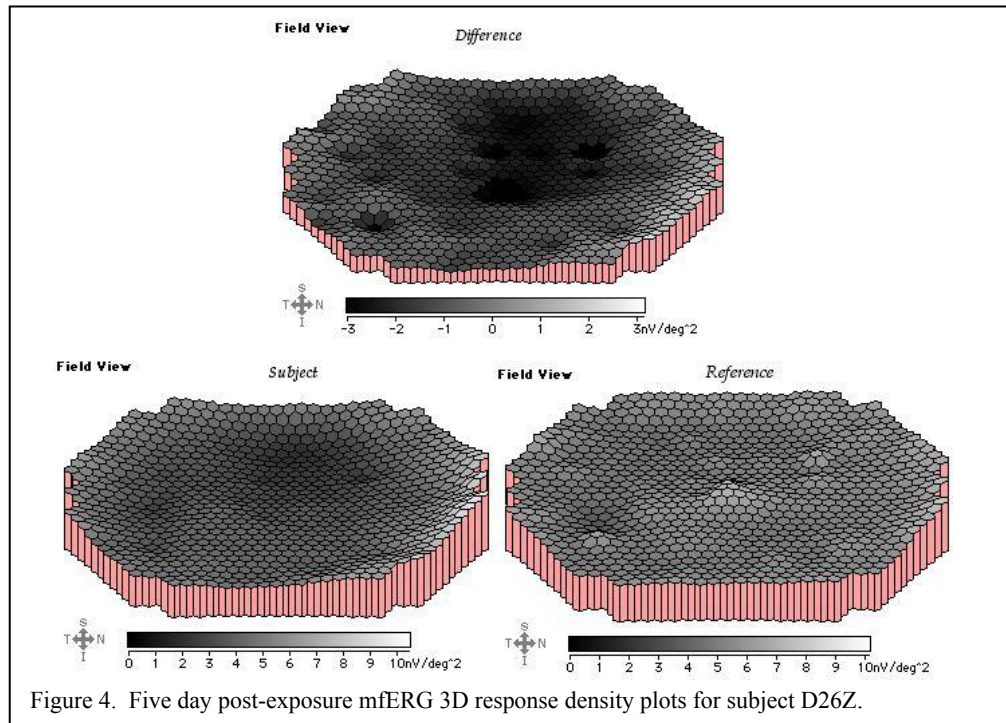 Field View
Difference
S
T N
I
-3 -2 -1 0 1 2 3nV/deg^2
Field View
Subject
Field View
Reference
S
T N
I
0 1 2 3 4 5 6 7 8 9 10nV/deg^2
S
T N
I
0 1 2 3 4 5 6 7 8 9 10nV/deg^2
Figure 4. Five day post-exposure mfERG 3D response density plots for subject D26Z.